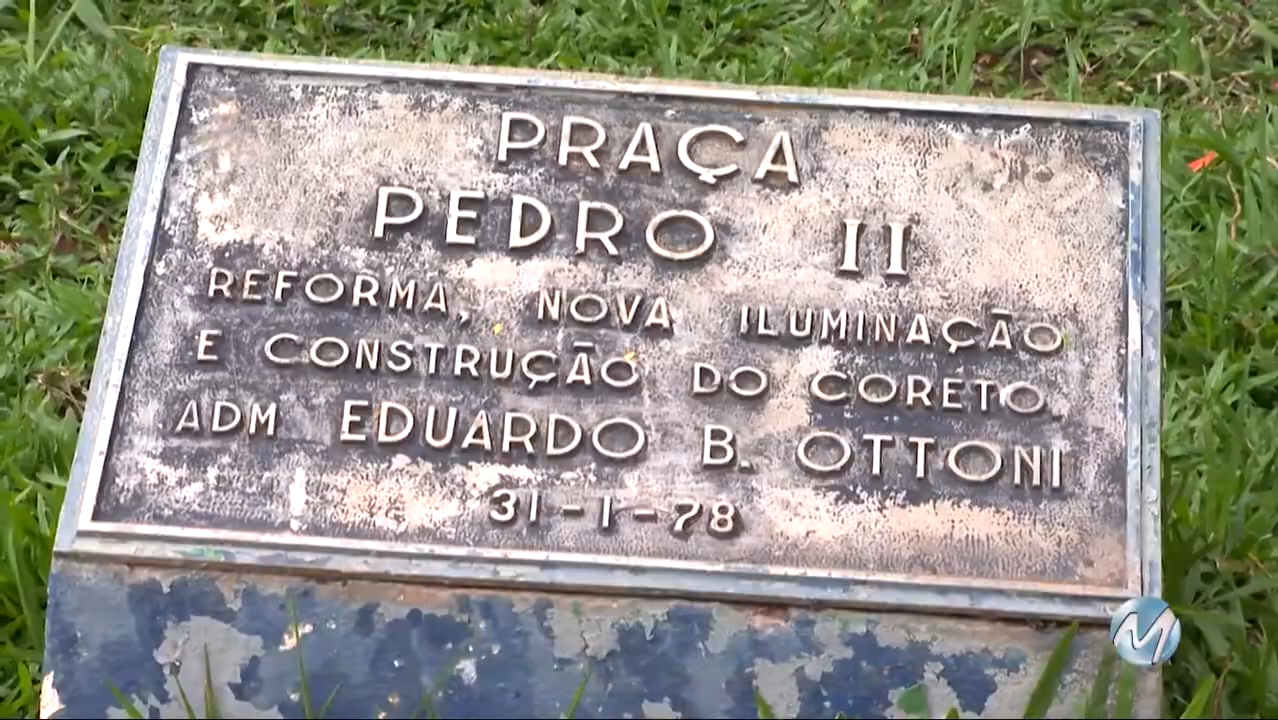 PRAÇA
PEDRO II
REFORMA, NOVA ILUMINAÇÃO
E CONSTRUÇÃO DO CORETO.
ADM EDUARDO B. OTTONI
31-1-78
M